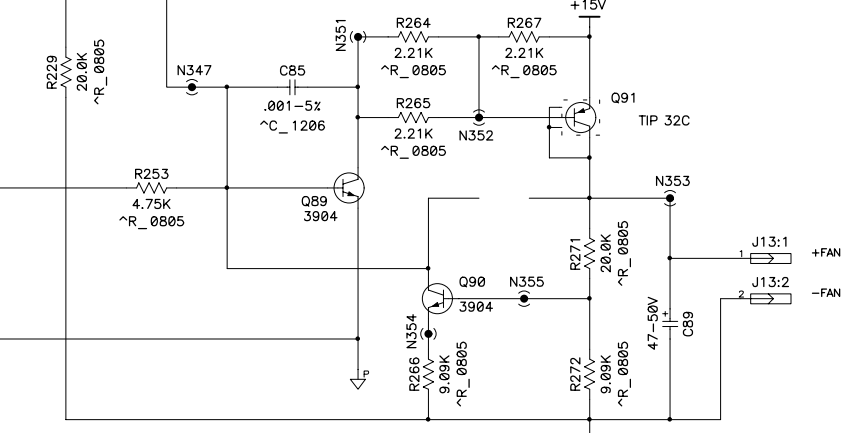 +15V
N351
R264
2.21K
^R_0805
R267
2.21K
^R_0805
R229
20.0K
^R_0805
N347
C85
.001-5%
^C_1206
R265
2.21K
^R_0805
N352
Q91
TIP 32C
R253
4.75K
^R_0805
Q89
3904
N353
R271
20.0K
^R_0805
J13:1
1
+FAN
J13:2
2
-FAN
Q90
3904
N355
N354
R266
9.09K
^R_0805
P
R272
9.09K
^R_0805
47-50V
+
C89